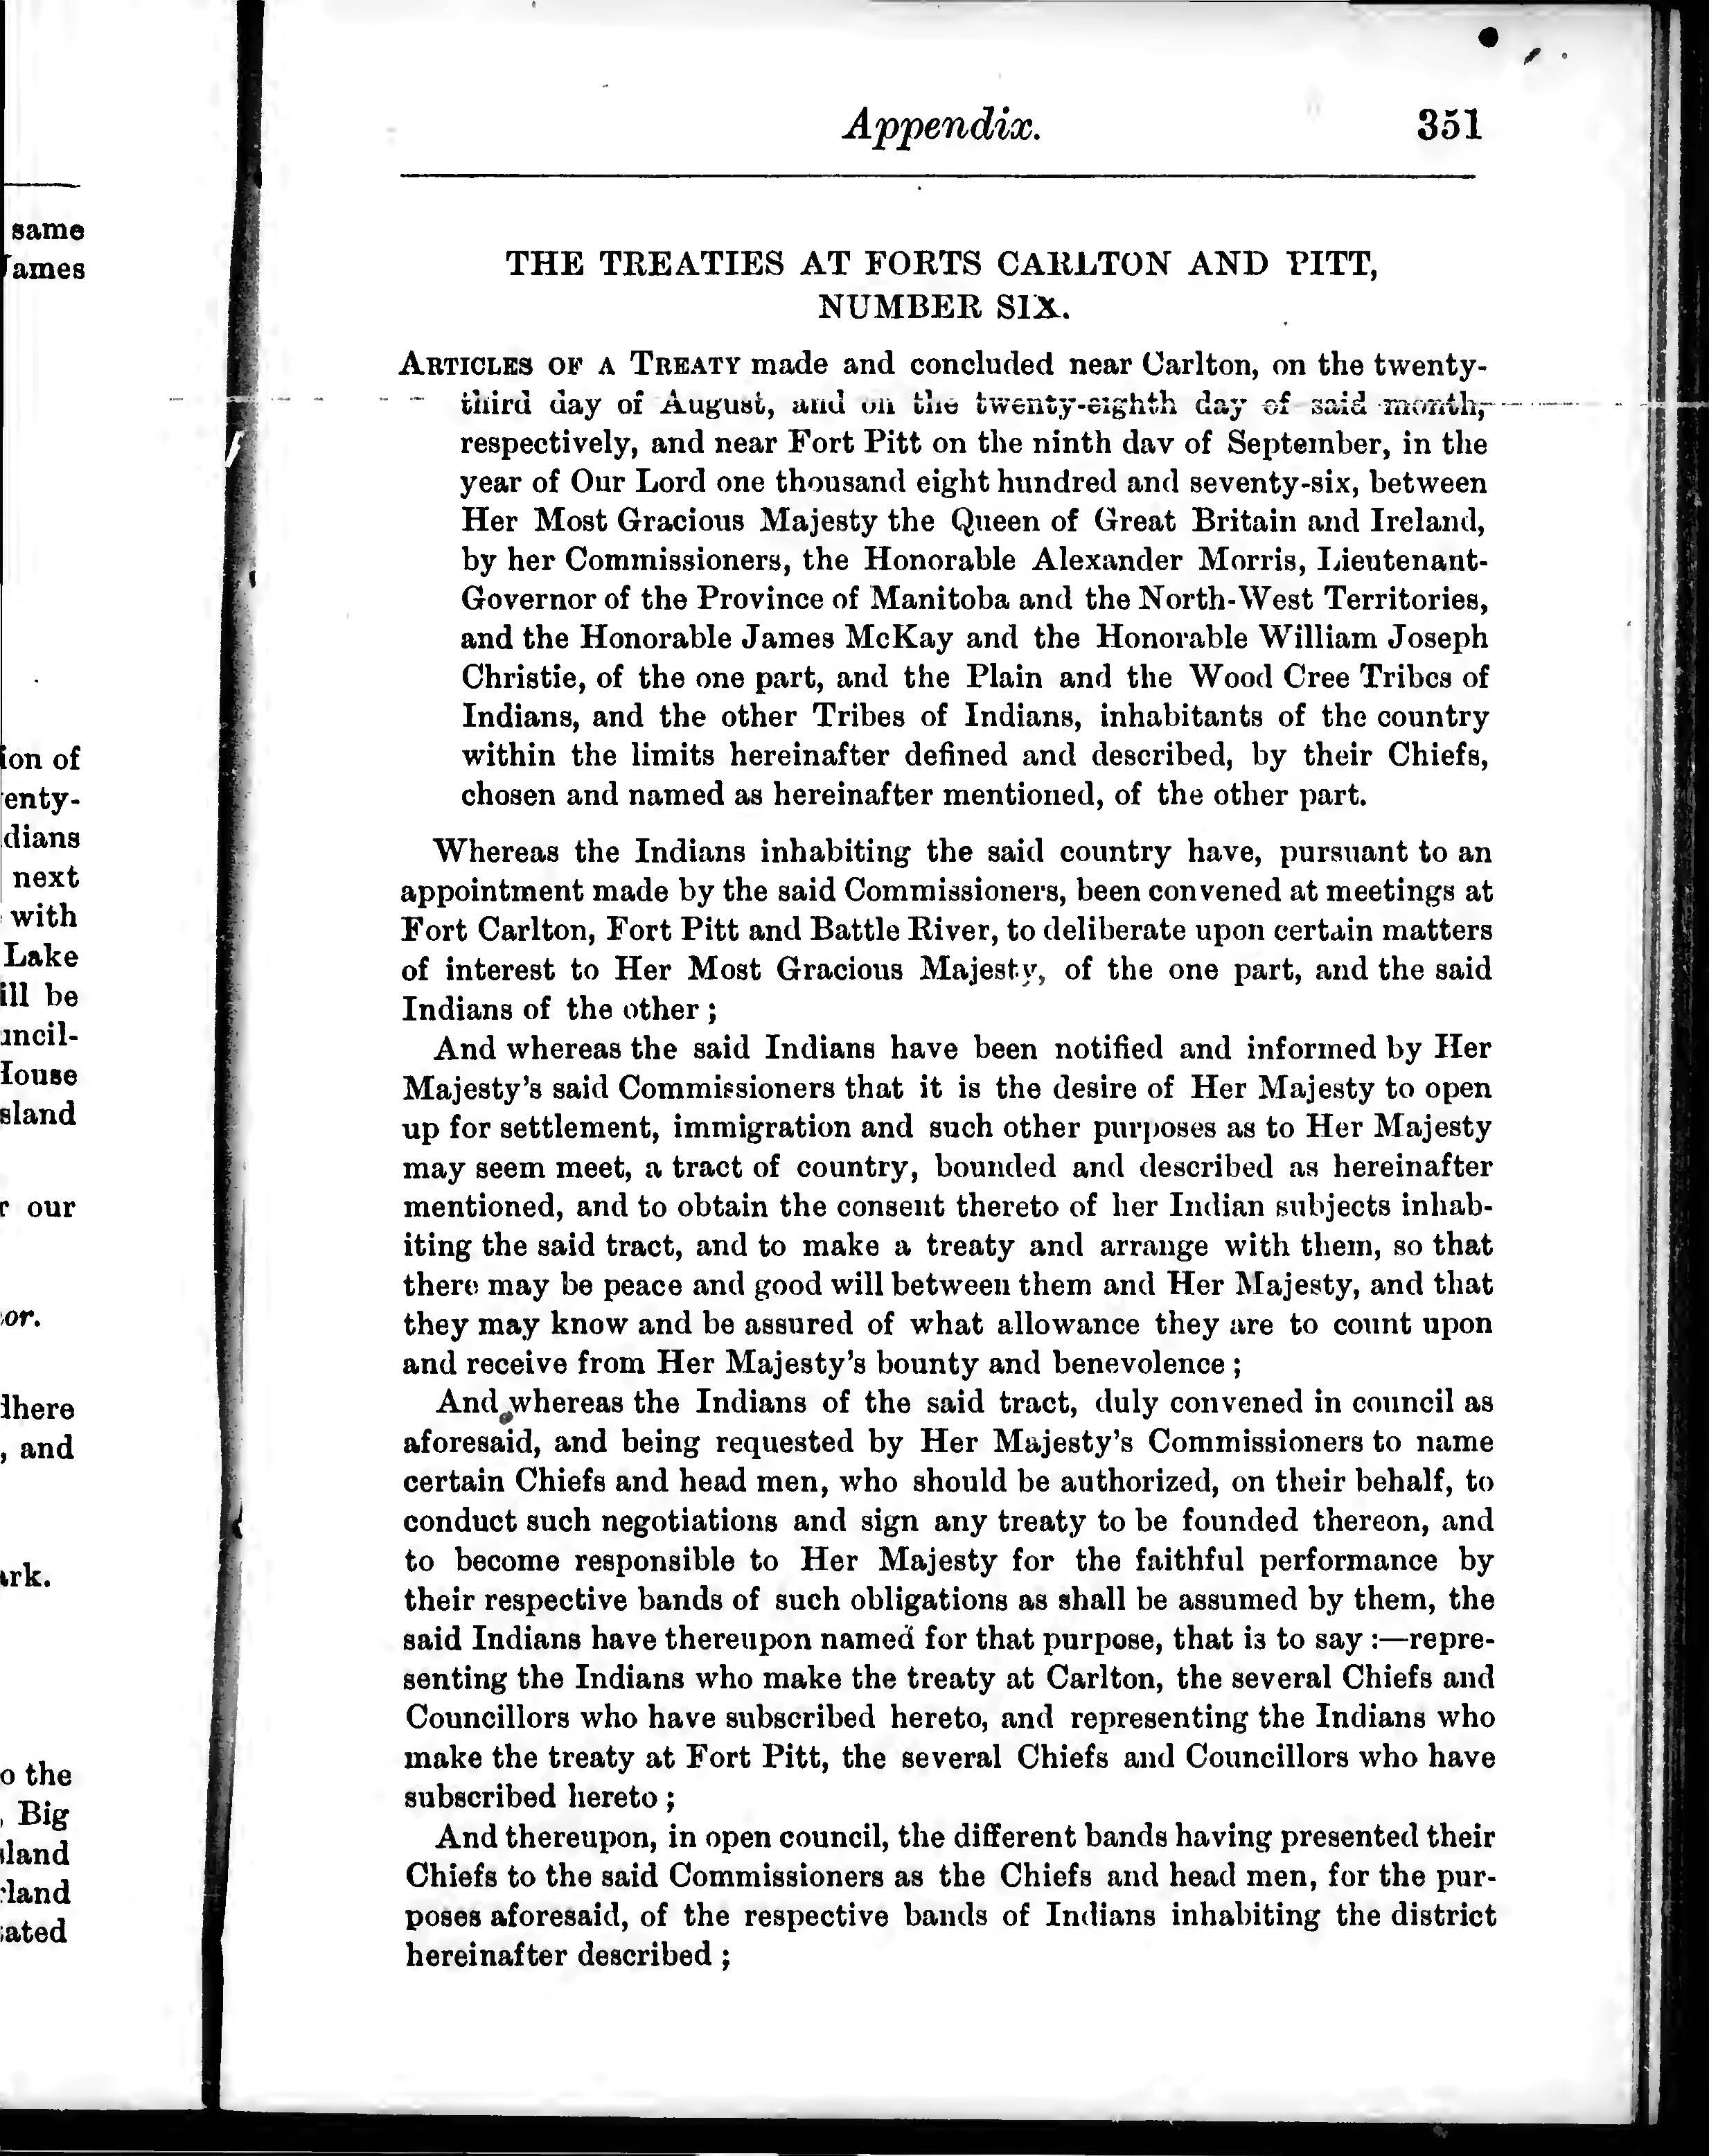 same
ames
ion of
enty-
dians
next
with
Lake
ill be
uncil-
House
sland
r our
or.
dhere
, and
ark.
o the
, Big
land
rland
ated
Appendix. 351
THE TREATIES AT FORTS CARLTON AND PITT,
NUMBER SIX.
ARTICLES OF A TREATY made and concluded near Carlton, on the twenty-
third day of August, and on the twenty-eighth day of said month,
respectively, and near Fort Pitt on the ninth day of September, in the
year of Our Lord one thousand eight hundred and seventy-six, between
Her Most Gracious Majesty the Queen of Great Britain and Ireland,
by her Commissioners, the Honorable Alexander Morris, Lieutenant-
Governor of the Province of Manitoba and the North-West Territories,
and the Honorable James McKay and the Honorable William Joseph
Christie, of the one part, and the Plain and the Wood Cree Tribes of
Indians, and the other Tribes of Indians, inhabitants of the country
within the limits hereinafter defined and described, by their Chiefs,
chosen and named as hereinafter mentioned, of the other part.
Whereas the Indians inhabiting the said country have, pursuant to an
appointment made by the said Commissioners, been convened at meetings at
Fort Carlton, Fort Pitt and Battle River, to deliberate upon certain matters
of interest to Her Most Gracious Majesty, of the one part, and the said
Indians of the other ;
And whereas the said Indians have been notified and informed by Her
Majesty's said Commissioners that it is the desire of Her Majesty to open
up for settlement, immigration and such other purposes as to Her Majesty
may seem meet, a tract of country, bounded and described as hereinafter
mentioned, and to obtain the consent thereto of her Indian subjects inhab-
iting the said tract, and to make a treaty and arrange with them, so that
there may be peace and good will between them and Her Majesty, and that
they may know and be assured of what allowance they are to count upon
and receive from Her Majesty's bounty and benevolence ;
And whereas the Indians of the said tract, duly convened in council as
aforesaid, and being requested by Her Majesty's Commissioners to name
certain Chiefs and head men, who should be authorized, on their behalf, to
conduct such negotiations and sign any treaty to be founded thereon, and
to become responsible to Her Majesty for the faithful performance by
their respective bands of such obligations as shall be assumed by them, the
said Indians have thereupon named for that purpose, that is to say :—repre-
senting the Indians who make the treaty at Carlton, the several Chiefs and
Councillors who have subscribed hereto, and representing the Indians who
make the treaty at Fort Pitt, the several Chiefs and Councillors who have
subscribed hereto ;
And thereupon, in open council, the different bands having presented their
Chiefs to the said Commissioners as the Chiefs and head men, for the pur-
poses aforesaid, of the respective bands of Indians inhabiting the district
hereinafter described ;